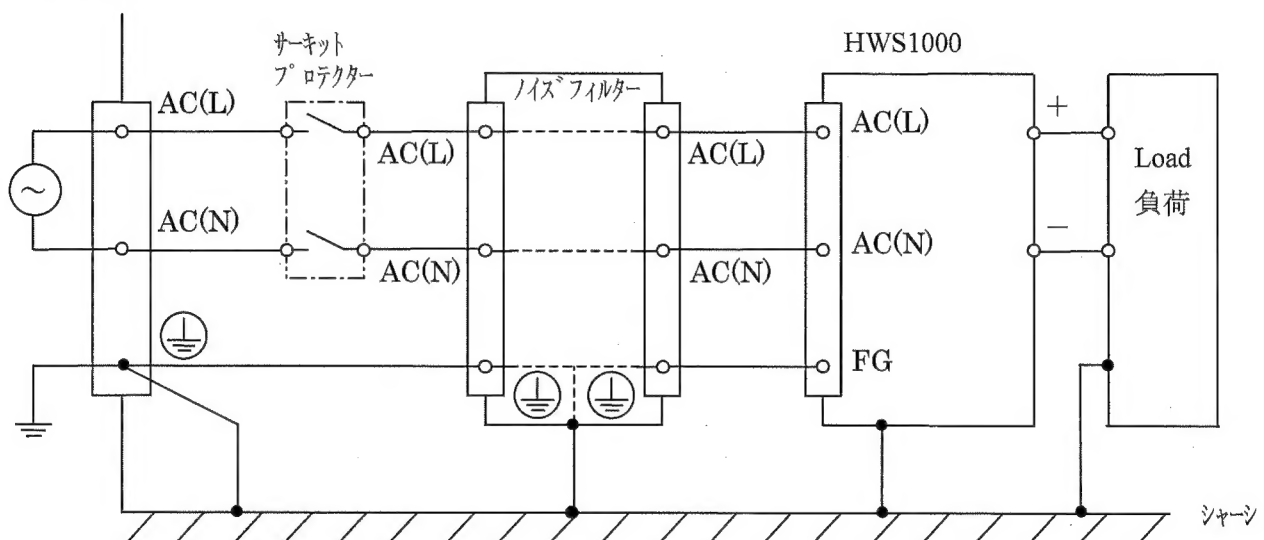 サーキット
プロテクター
HWS1000
ノイズフィルター
AC(L)
AC(L)
AC(L)
AC(L)
+
Load
負荷
AC(N)
AC(N)
AC(N)
AC(N)
−
FG
シャーシ